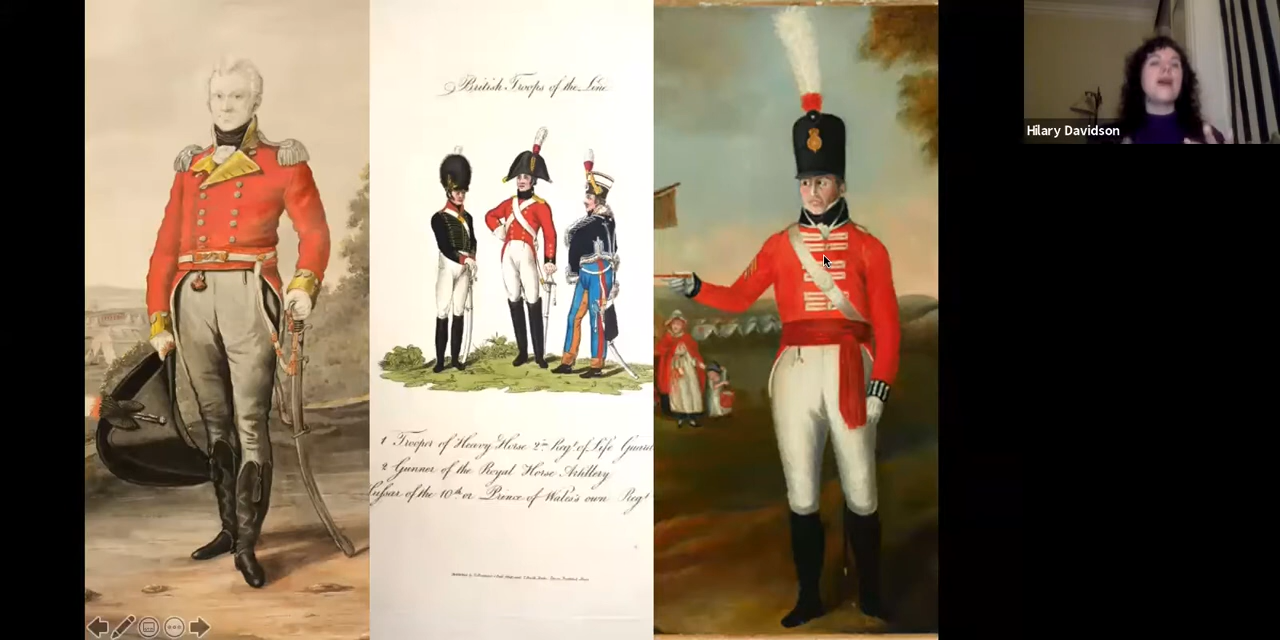 British Troops of the Line
1 Trooper of Heavy Horse 2nd Regt of Life Guard
2 Gunner of the Royal Horse Artillery
Hussar of the 10th or Prince of Wales's own Regt
Hilary Davidson